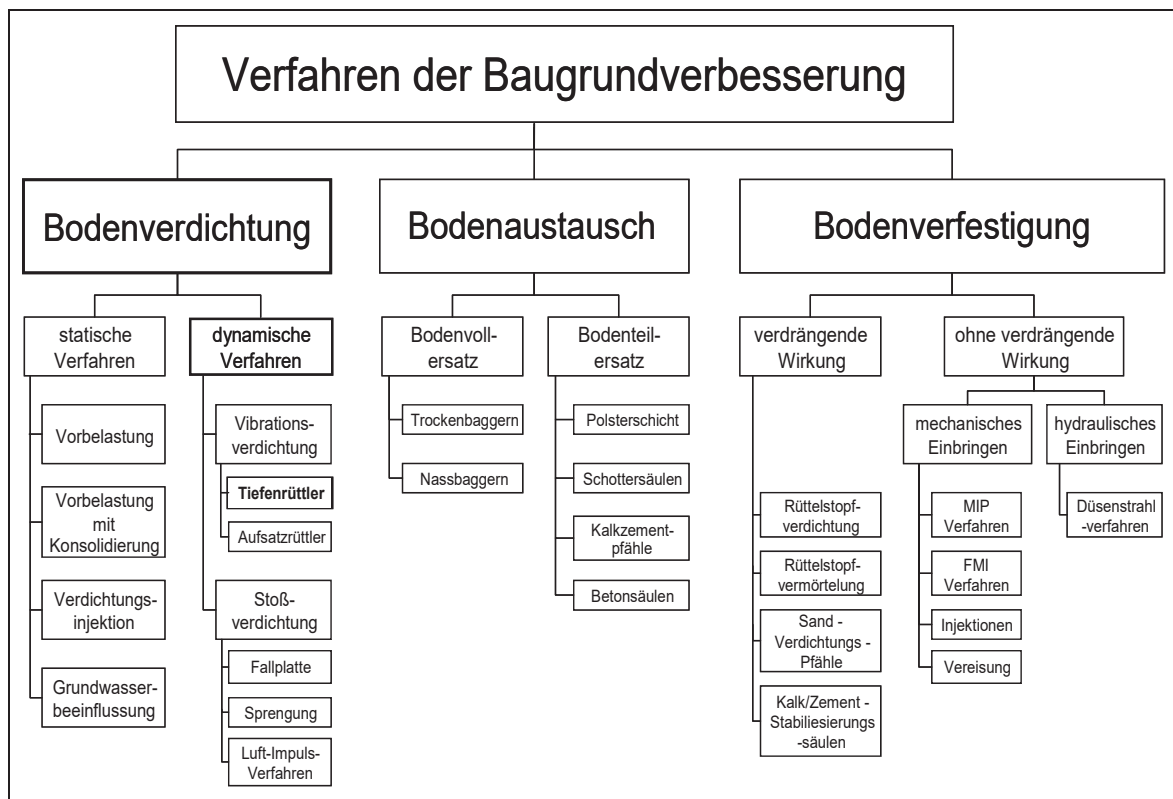 Verfahren der Baugrundverbesserung
Bodenverdichtung
Bodenaustausch
Bodenverfestigung
statische
Verfahren
dynamische
Verfahren
Bodenvoll-
ersatz
Bodenteil-
ersatz
verdrängende
Wirkung
ohne verdrängende
Wirkung
Vorbelastung
Vorbelastung
mit
Konsolidierung
Verdichtungs-
injektion
Grundwasser-
beeinflussung
Vibrations-
verdichtung
Tiefenrüttler
Aufsatzrüttler
Stoß-
verdichtung
Fallplatte
Sprengung
Luft-Impuls-
Verfahren
Trockenbaggern
Nassbaggern
Polsterschicht
Schottersäulen
Kalkzement-
pfähle
Betonsäulen
Rüttelstopf-
verdichtung
Rüttelstopf-
vermörtelung
Sand -
Verdichtungs -
Pfähle
Kalk/Zement -
Stabiliesierungs
-säulen
mechanisches
Einbringen
MIP
Verfahren
FMI
Verfahren
Injektionen
Vereisung
hydraulisches
Einbringen
Düsenstrahl
-verfahren